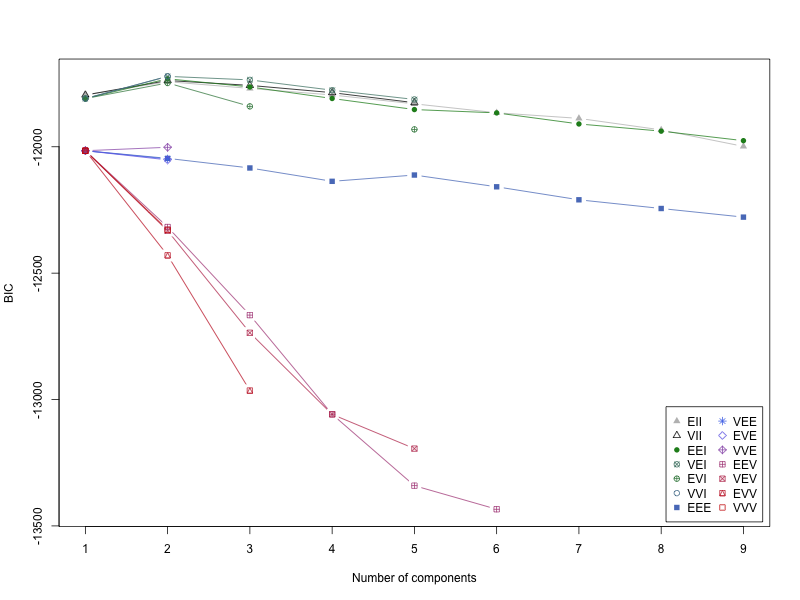 BIC
-12000
-12500
-13000
-13500
1 2 3 4 5 6 7 8 9
Number of components
EII VEE
VII EVE
EEI VVE
VEI EEV
EVI VEV
VVI EVV
EEE VVV